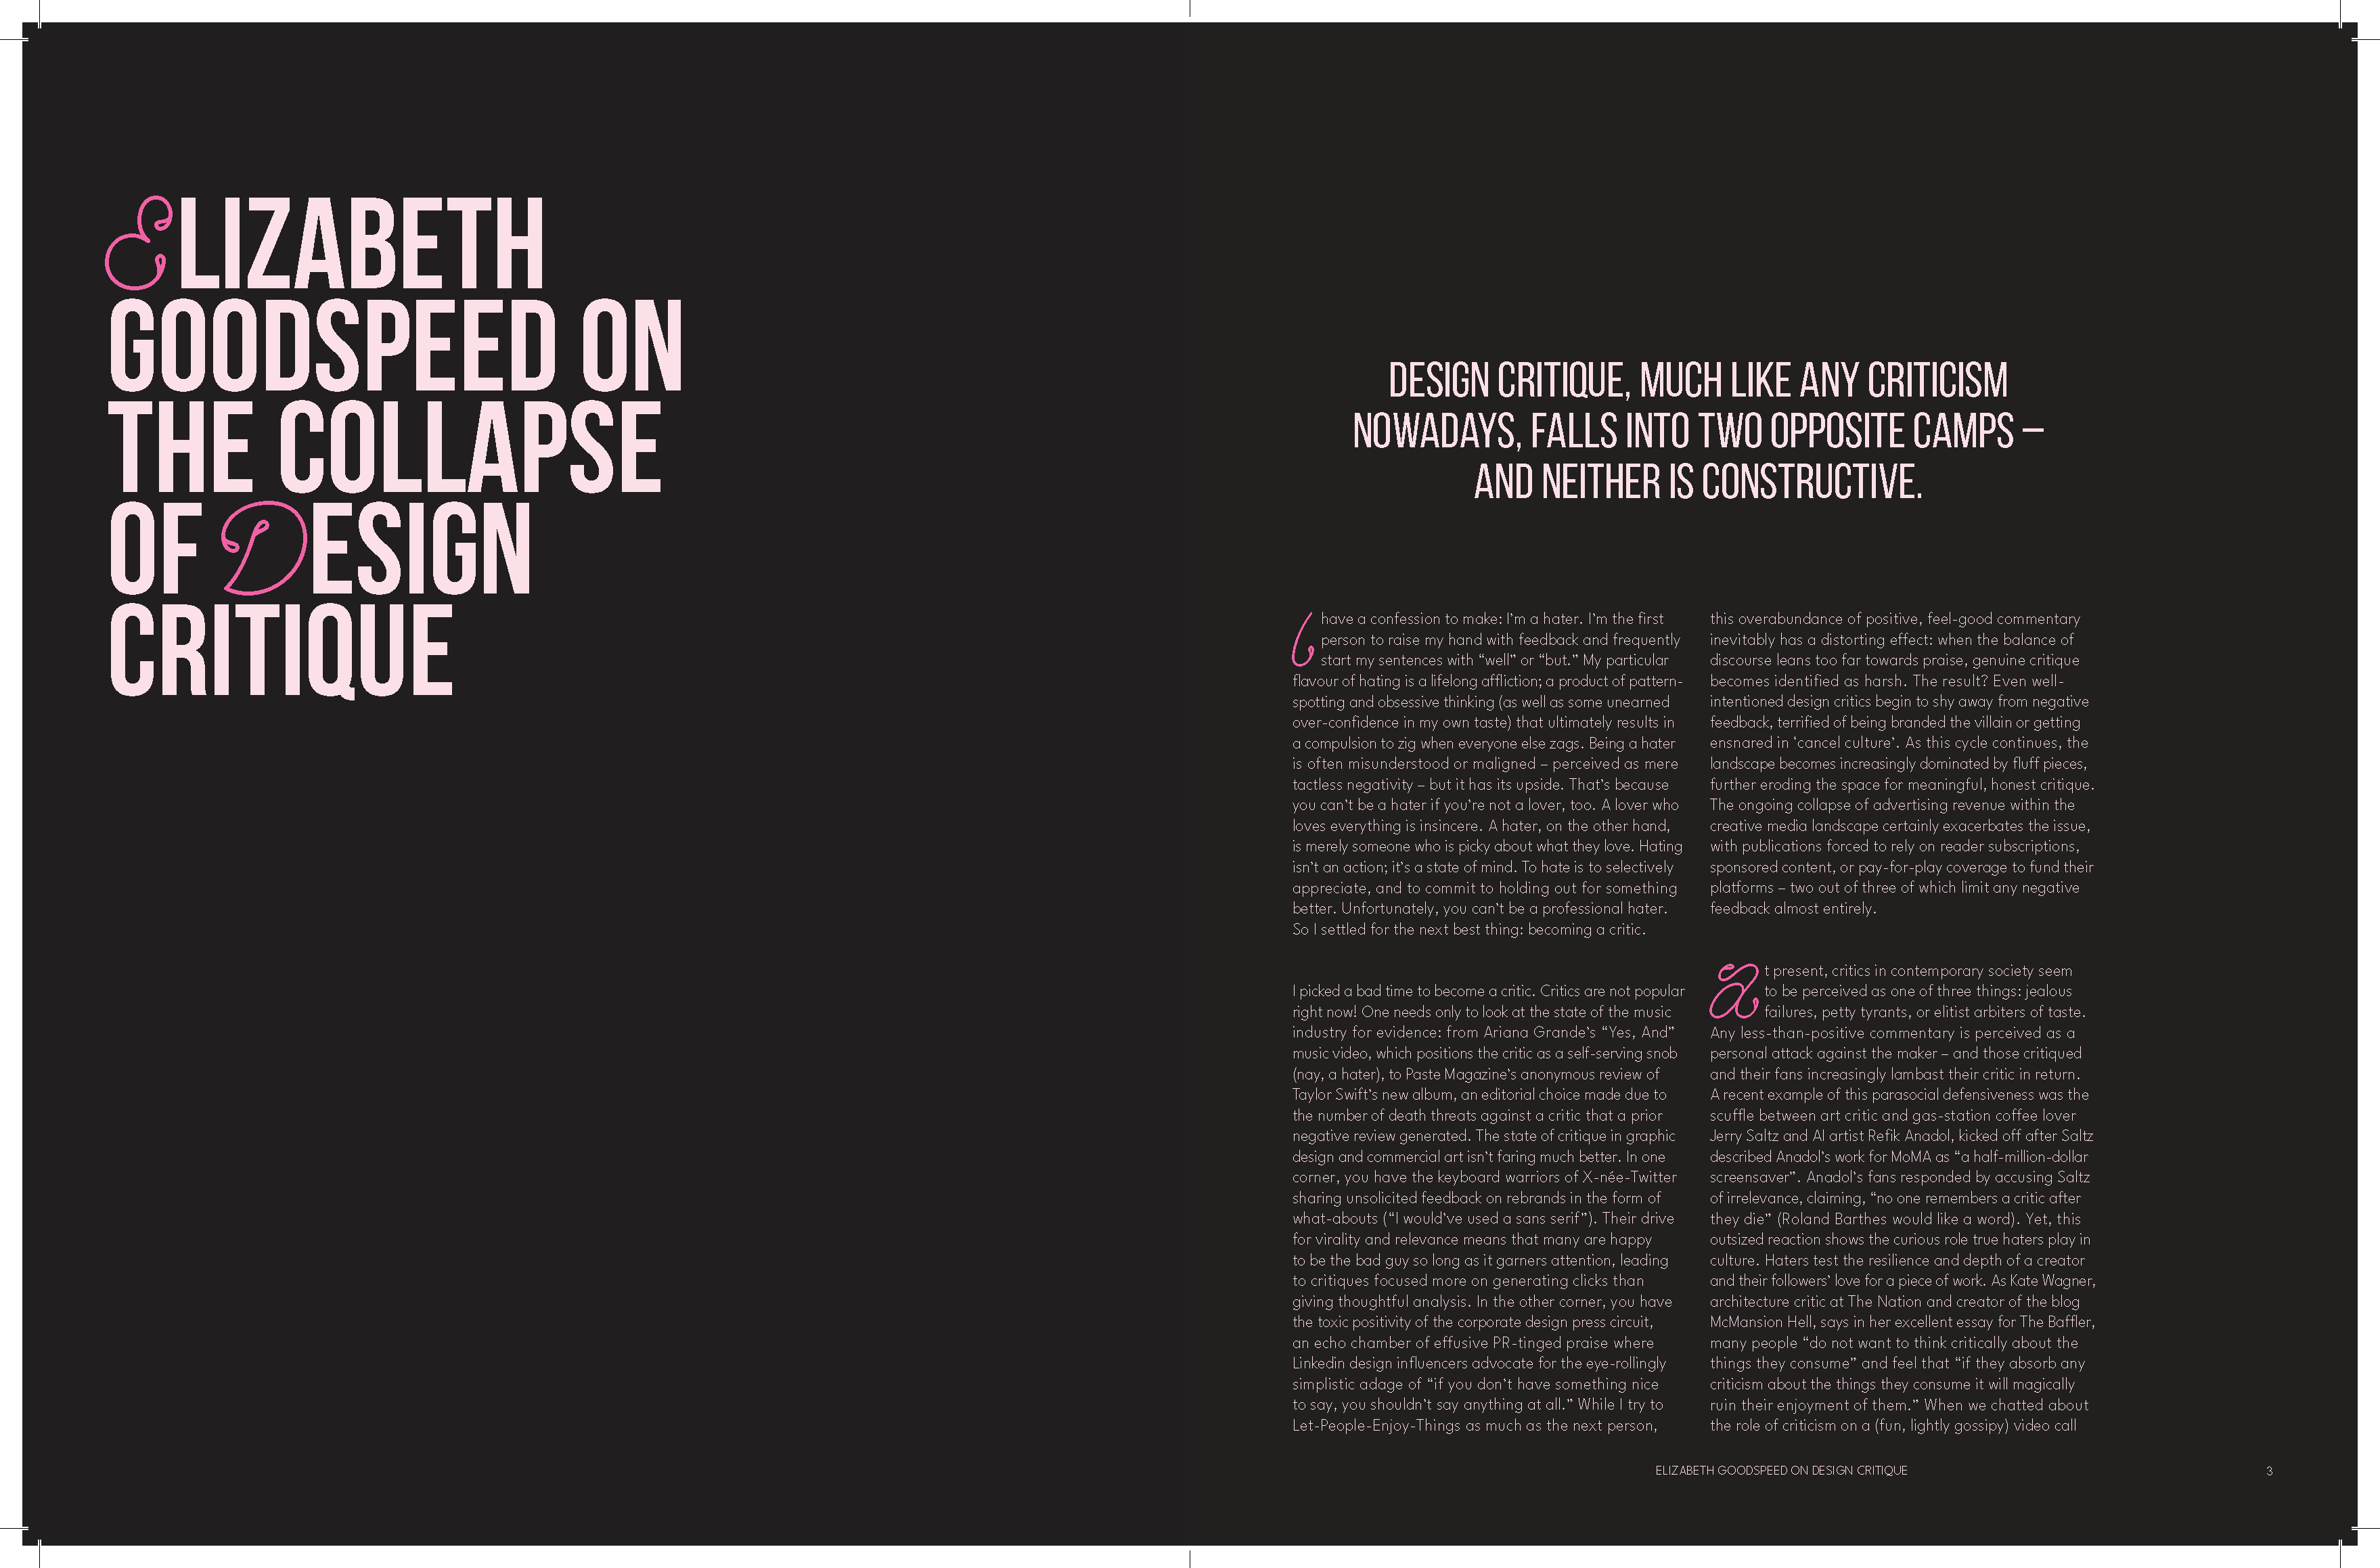 ELIZABETH
GOODSPEED ON
THE COLLAPSE
OF DESIGN
CRITIQUE
DESIGN CRITIQUE, MUCH LIKE ANY CRITICISM
NOWADAYS, FALLS INTO TWO OPPOSITE CAMPS –
AND NEITHER IS CONSTRUCTIVE.
I have a confession to make: I’m a hater. I’m the first
person to raise my hand with feedback and frequently
start my sentences with “well” or “but.” My particular
flavour of hating is a lifelong affliction; a product of pattern-
spotting and obsessive thinking (as well as some unearned
over-confidence in my own taste) that ultimately results in
a compulsion to zig when everyone else zags. Being a hater
is often misunderstood or maligned – perceived as mere
tactless negativity – but it has its upside. That’s because
you can’t be a hater if you’re not a lover, too. A lover who
loves everything is insincere. A hater, on the other hand,
is merely someone who is picky about what they love. Hating
isn’t an action; it’s a state of mind. To hate is to selectively
appreciate, and to commit to holding out for something
better. Unfortunately, you can’t be a professional hater.
So I settled for the next best thing: becoming a critic.
I picked a bad time to become a critic. Critics are not popular
right now! One needs only to look at the state of the music
industry for evidence: from Ariana Grande’s “Yes, And”
music video, which positions the critic as a self-serving snob
(nay, a hater), to Paste Magazine’s anonymous review of
Taylor Swift’s new album, an editorial choice made due to
the number of death threats against a critic that a prior
negative review generated. The state of critique in graphic
design and commercial art isn’t faring much better. In one
corner, you have the keyboard warriors of X-née-Twitter
sharing unsolicited feedback on rebrands in the form of
what-abouts (“I would’ve used a sans serif”). Their drive
for virality and relevance means that many are happy
to be the bad guy so long as it garners attention, leading
to critiques focused more on generating clicks than
giving thoughtful analysis. In the other corner, you have
the toxic positivity of the corporate design press circuit,
an echo chamber of effusive PR-tinged praise where
Linkedin design influencers advocate for the eye-rollingly
simplistic adage of “if you don’t have something nice
to say, you shouldn’t say anything at all.” While I try to
Let-People-Enjoy-Things as much as the next person,
this overabundance of positive, feel-good commentary
inevitably has a distorting effect: when the balance of
discourse leans too far towards praise, genuine critique
becomes identified as harsh. The result? Even well-
intentioned design critics begin to shy away from negative
feedback, terrified of being branded the villain or getting
ensnared in ‘cancel culture’. As this cycle continues, the
landscape becomes increasingly dominated by fluff pieces,
further eroding the space for meaningful, honest critique.
The ongoing collapse of advertising revenue within the
creative media landscape certainly exacerbates the issue,
with publications forced to rely on reader subscriptions,
sponsored content, or pay-for-play coverage to fund their
platforms – two out of three of which limit any negative
feedback almost entirely.
At present, critics in contemporary society seem
to be perceived as one of three things: jealous
failures, petty tyrants, or elitist arbiters of taste.
Any less-than-positive commentary is perceived as a
personal attack against the maker – and those critiqued
and their fans increasingly lambast their critic in return.
A recent example of this parasocial defensiveness was the
scuffle between art critic and gas-station coffee lover
Jerry Saltz and AI artist Refik Anadol, kicked off after Saltz
described Anadol’s work for MoMA as “a half-million-dollar
screensaver”. Anadol’s fans responded by accusing Saltz
of irrelevance, claiming, “no one remembers a critic after
they die” (Roland Barthes would like a word). Yet, this
outsized reaction shows the curious role true haters play in
culture. Haters test the resilience and depth of a creator
and their followers’ love for a piece of work. As Kate Wagner,
architecture critic at The Nation and creator of the blog
McMansion Hell, says in her excellent essay for The Baffler,
many people “do not want to think critically about the
things they consume” and feel that “if they absorb any
criticism about the things they consume it will magically
ruin their enjoyment of them.” When we chatted about
the role of criticism on a (fun, lightly gossipy) video call
ELIZABETH GOODSPEED ON DESIGN CRITIQUE
3